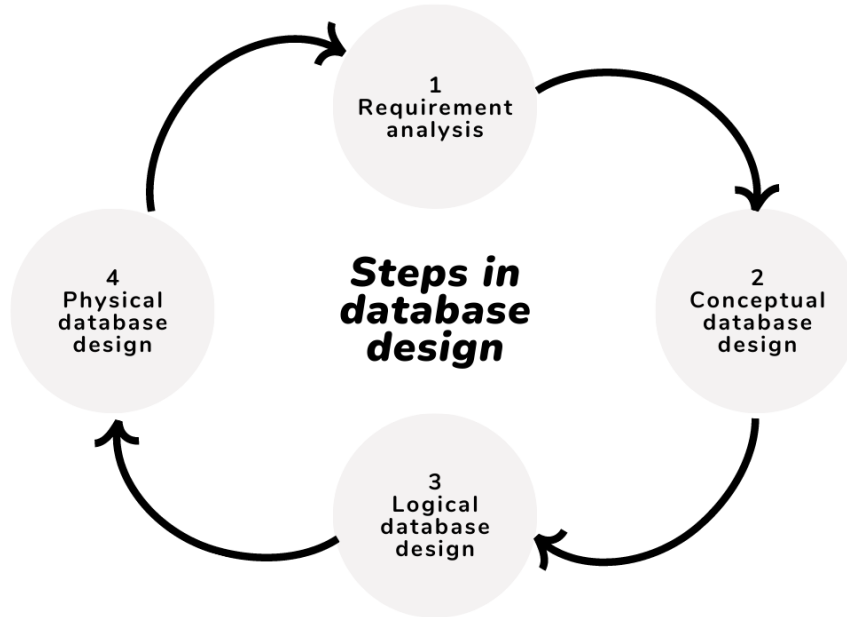 1
Requirement
analysis
Steps in
database
design
2
Conceptual
database
design
3
Logical
database
design
4
Physical
database
design